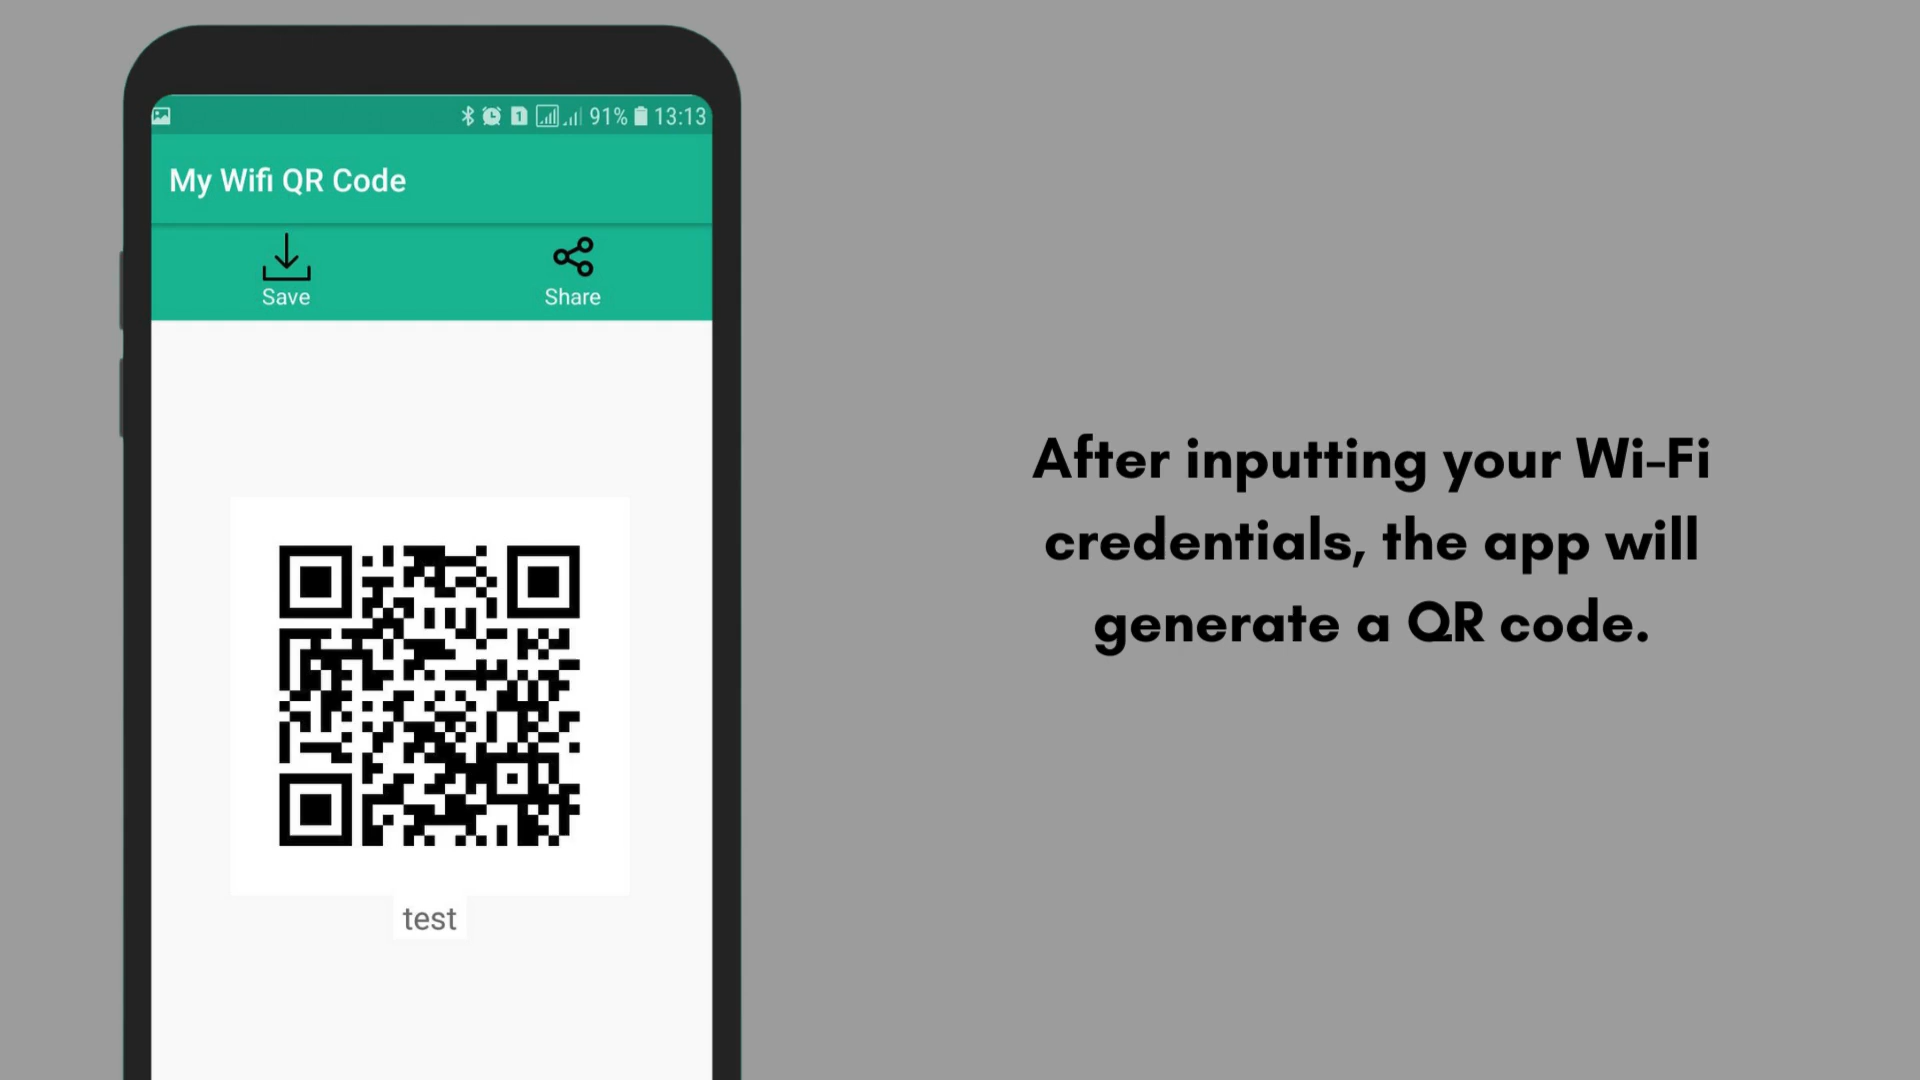 91% 13:13
My Wifi QR Code
Save
Share
test
After inputting your Wi-Fi
credentials, the app will
generate a QR code.